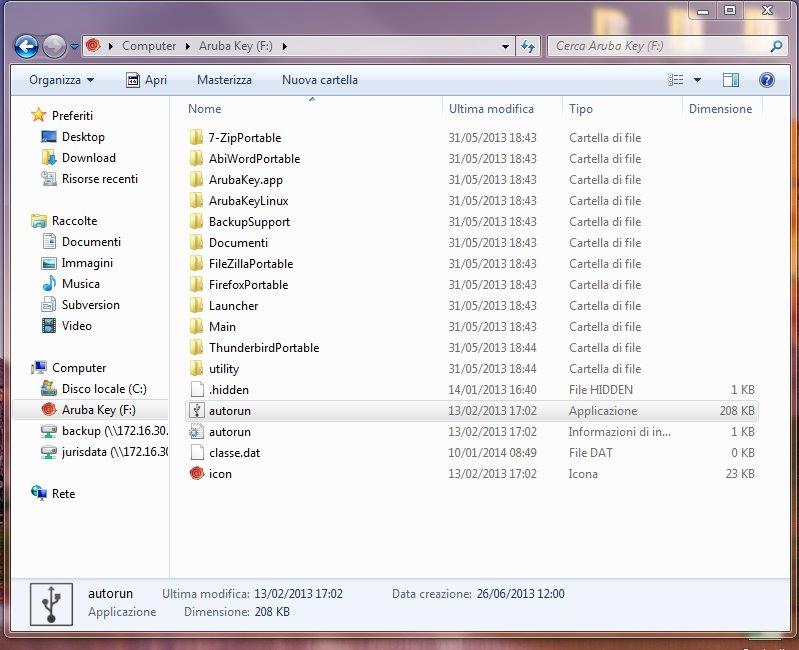 Computer Aruba Key (F:) Cerca Aruba Key (F:)
Organizza Apri Masterizza Nuova cartella
Nome Ultima modifica Tipo Dimensione
Preferiti
Desktop
Download
Risorse recenti
Raccolte
Documenti
Immagini
Musica
Subversion
Video
Computer
Disco locale (C:)
Aruba Key (F:)
backup (\\172.16.30.
jurisdata (\\172.16.30
Rete
7-ZipPortable 31/05/2013 18:43 Cartella di file
AbiWordPortable 31/05/2013 18:43 Cartella di file
ArubaKey.app 31/05/2013 18:43 Cartella di file
ArubaKeyLinux 31/05/2013 18:43 Cartella di file
BackupSupport 31/05/2013 18:43 Cartella di file
Documenti 31/05/2013 18:43 Cartella di file
FileZillaPortable 31/05/2013 18:43 Cartella di file
FirefoxPortable 31/05/2013 18:43 Cartella di file
Launcher 31/05/2013 18:43 Cartella di file
Main 31/05/2013 18:43 Cartella di file
ThunderbirdPortable 31/05/2013 18:44 Cartella di file
utility 31/05/2013 18:44 Cartella di file
.hidden 14/01/2013 16:40 File HIDDEN 1 KB
autorun 13/02/2013 17:02 Applicazione 208 KB
autorun 13/02/2013 17:02 Informazioni di in... 1 KB
classe.dat 10/01/2014 08:49 File DAT 0 KB
icon 13/02/2013 17:02 Icona 23 KB
autorun Ultima modifica: 13/02/2013 17:02 Data creazione: 26/06/2013 12:00
Applicazione Dimensione: 208 KB